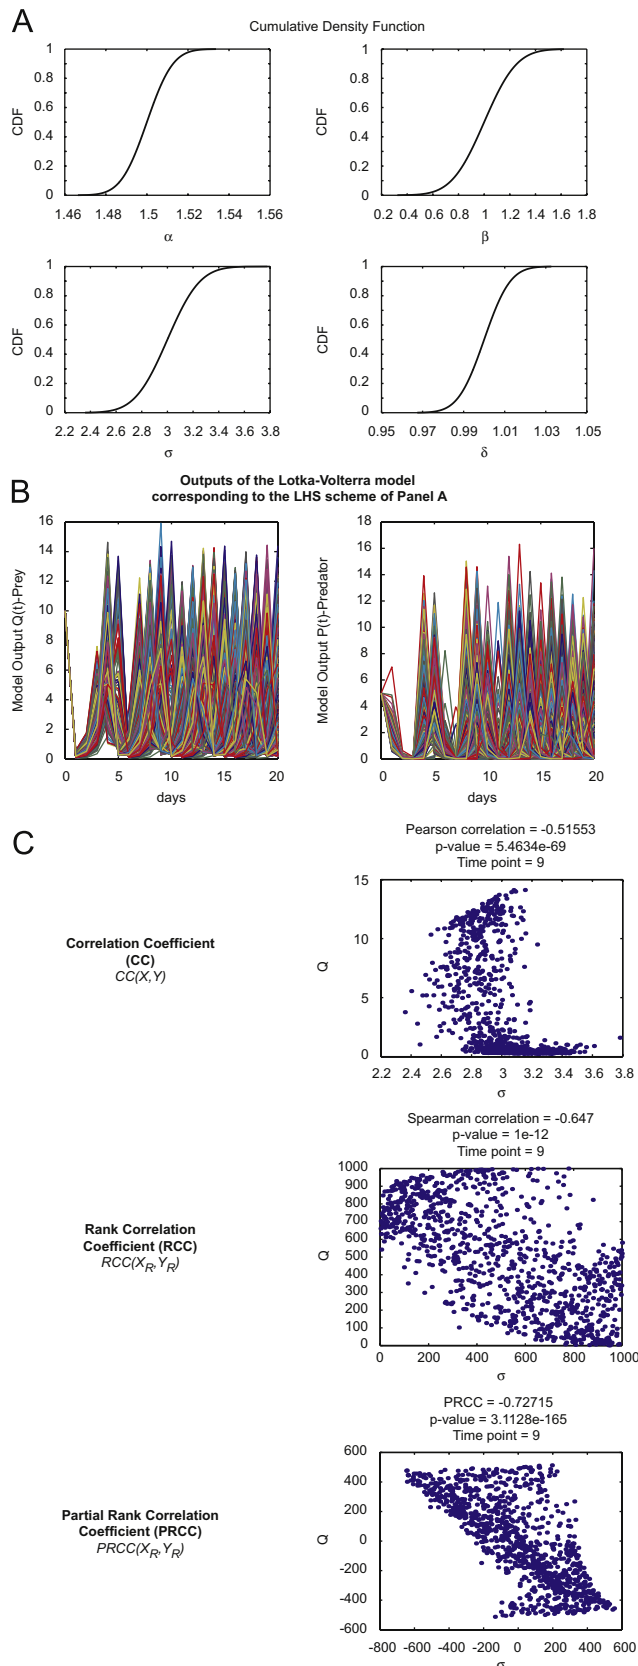 A
Cumulative Density Function
1
0.8
0.6
0.4
0.2
0
CDF
1.46 1.48 1.5 1.52 1.54 1.56
α
1
0.8
0.6
0.4
0.2
0
CDF
0.2 0.4 0.6 0.8 1 1.2 1.4 1.6 1.8
β
1
0.8
0.6
0.4
0.2
0
CDF
2.2 2.4 2.6 2.8 3 3.2 3.4 3.6 3.8
σ
1
0.8
0.6
0.4
0.2
0
CDF
0.95 0.97 0.99 1.01 1.03 1.05
δ
B
Outputs of the Lotka-Volterra model
corresponding to the LHS scheme of Panel A
16
14
12
10
8
6
4
2
0
Model Output Q(t)-Prey
0 5 10 15 20
days
18
16
14
12
10
8
6
4
2
0
Model Output P(t)-Predator
0 5 10 15 20
days
C
Correlation Coefficient
(CC)
CC(X,Y)
Pearson correlation = -0.51553
p-value = 5.4634e-69
Time point = 9
15
10
5
0
Q
2.2 2.4 2.6 2.8 3 3.2 3.4 3.6 3.8
σ
Rank Correlation
Coefficient (RCC)
RCC(X_R,Y_R)
Spearman correlation = -0.647
p-value = 1e-12
Time point = 9
1000
900
800
700
600
500
400
300
200
100
0
Q
0 200 400 600 800 1000
σ
Partial Rank Correlation
Coefficient (PRCC)
PRCC(X_R,Y_R)
PRCC = -0.72715
p-value = 3.1128e-165
Time point = 9
600
400
200
0
-200
-400
-600
Q
-800 -600 -400 -200 0 200 400 600
σ